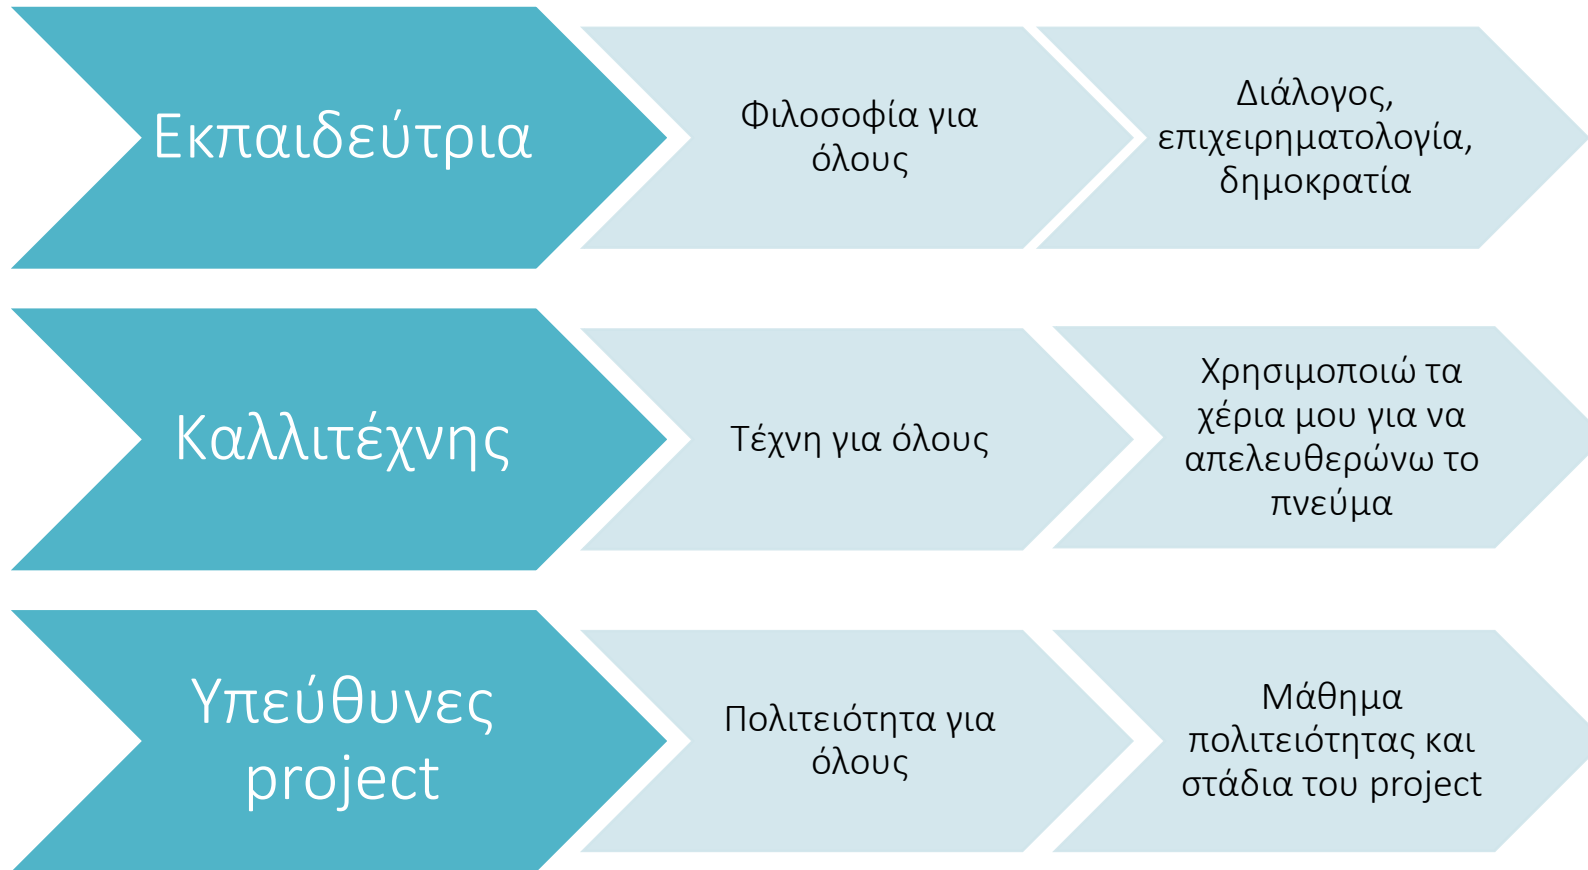 Εκπαιδεύτρια
Φιλοσοφία για
όλους
Διάλογος,
επιχειρηματολογία,
δημοκρατία
Καλλιτέχνης
Τέχνη για όλους
Χρησιμοποιώ τα
χέρια μου για να
απελευθερώνω το
πνεύμα
Υπεύθυνες
project
Πολιτειότητα για
όλους
Μάθημα
πολιτειότητας και
στάδια του project